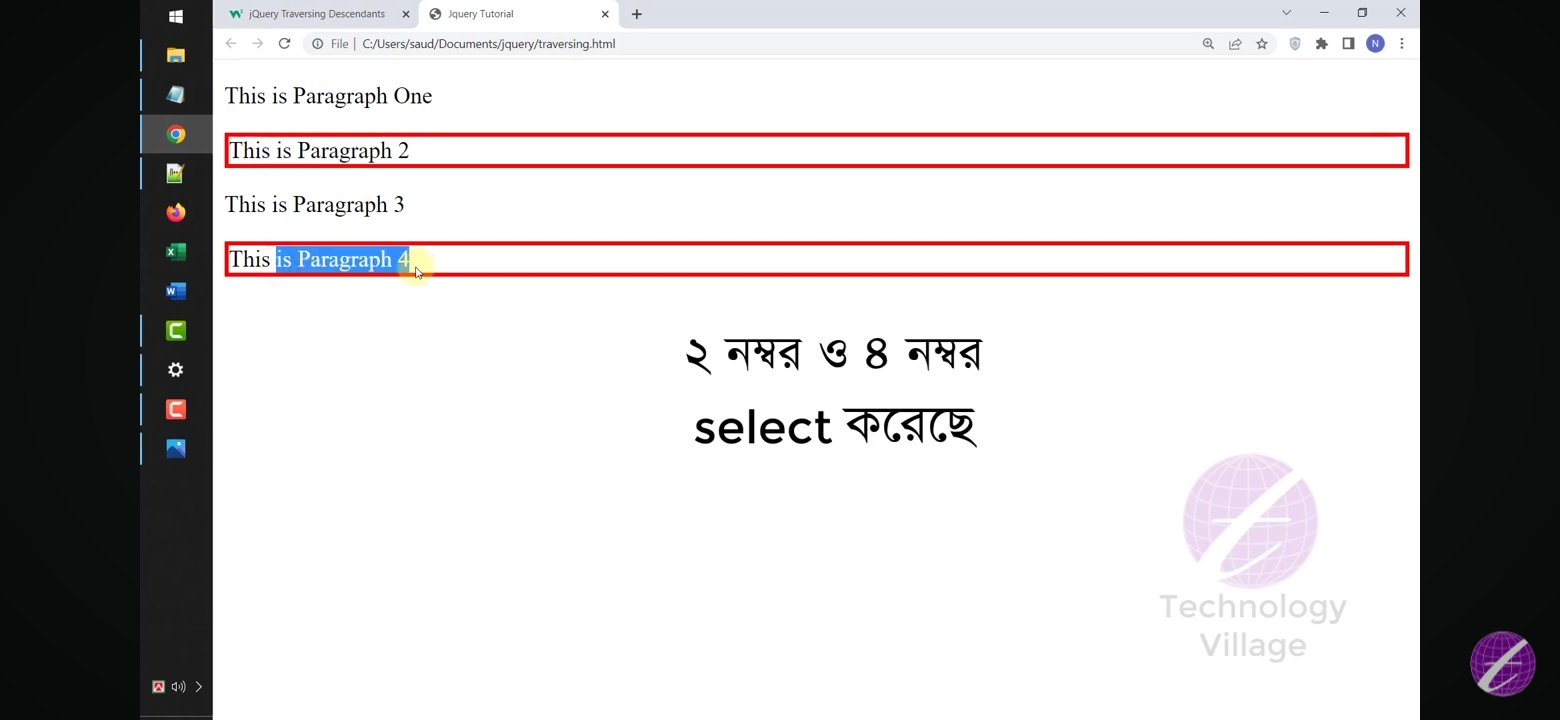 jQuery Traversing Descendants
Jquery Tutorial
File
C:/Users/saud/Documents/jquery/traversing.html
N
This is Paragraph One
This is Paragraph 2
This is Paragraph 3
This is Paragraph 4
২ নম্বর ও ৪ নম্বর
select করেছে
Technology
Village